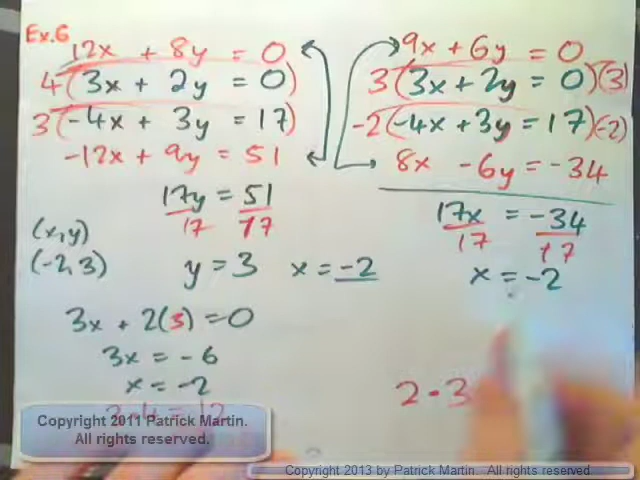 Ex.6
12x + 8y = 0
4(3x + 2y = 0)
3(-4x + 3y = 17)
-12x + 9y = 51
17y = 51
17 17
(x,y)
(-2,3)
y = 3 x = -2
3x + 2(3) = 0
3x = -6
x = -2
3·4 = 12
9x + 6y = 0
3(3x + 2y = 0)(3)
-2(-4x + 3y = 17)(-2)
8x - 6y = -34
17x = -34
17 17
x = -2
2·3
Copyright 2011 Patrick Martin.
All rights reserved.
Copyright 2013 by Patrick Martin. All rights reserved.